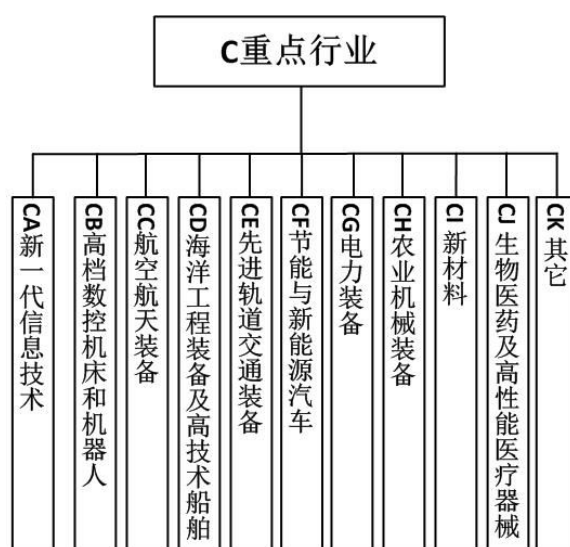 C重点行业
CA新一代信息技术
CB高档数控机床和机器人
CC航空航天装备
CD海洋工程装备及高技术船舶
CE先进轨道交通装备
CF节能与新能源汽车
CG电力装备
CH农业机械装备
CI新材料
CJ生物医药及高性能医疗器械
CK其它